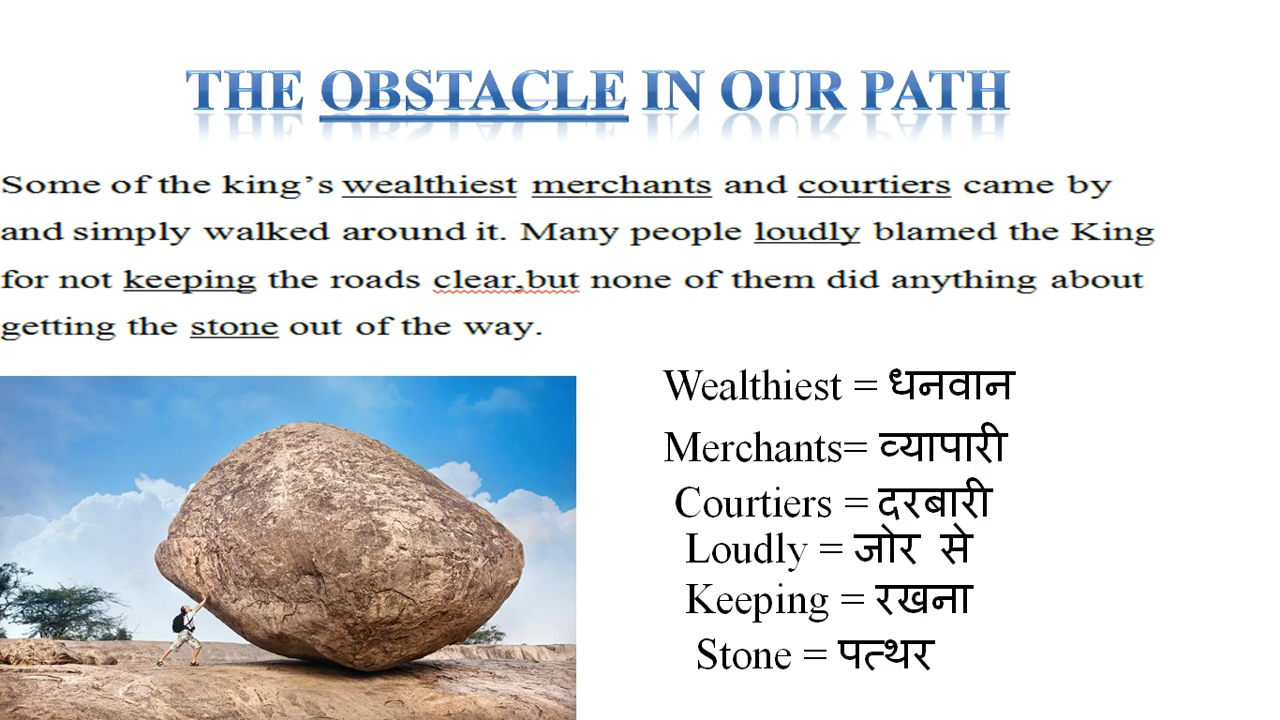 THE OBSTACLE IN OUR PATH
Some of the king's wealthiest merchants and courtiers came by
and simply walked around it. Many people loudly blamed the King
for not keeping the roads clear,but none of them did anything about
getting the stone out of the way.
Wealthiest = धनवान
Merchants= व्यापारी
Courtiers = दरबारी
Loudly = जोर से
Keeping = रखना
Stone = पत्थर